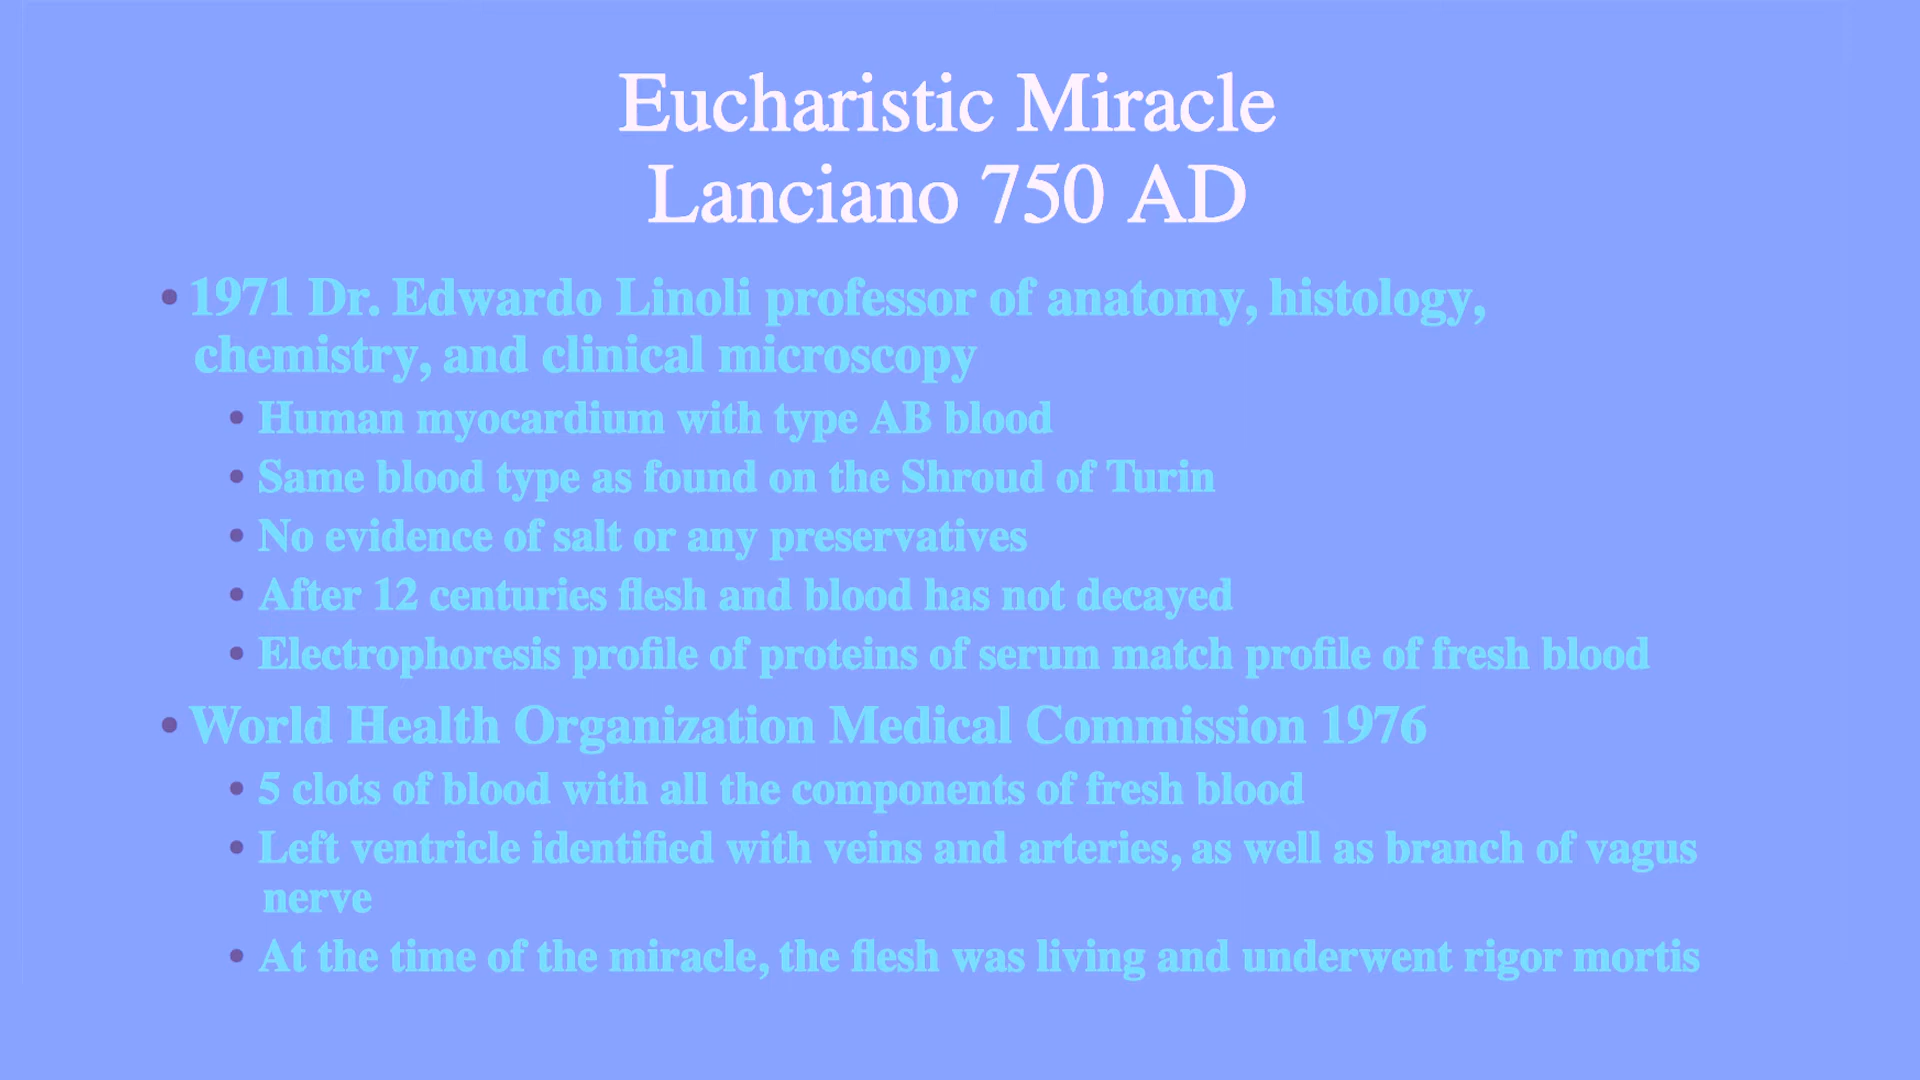 Eucharistic Miracle
Lanciano 750 AD
• 1971 Dr. Edwardo Linoli professor of anatomy, histology,
chemistry, and clinical microscopy
• Human myocardium with type AB blood
• Same blood type as found on the Shroud of Turin
• No evidence of salt or any preservatives
• After 12 centuries flesh and blood has not decayed
• Electrophoresis profile of proteins of serum match profile of fresh blood
• World Health Organization Medical Commission 1976
• 5 clots of blood with all the components of fresh blood
• Left ventricle identified with veins and arteries, as well as branch of vagus
nerve
• At the time of the miracle, the flesh was living and underwent rigor mortis